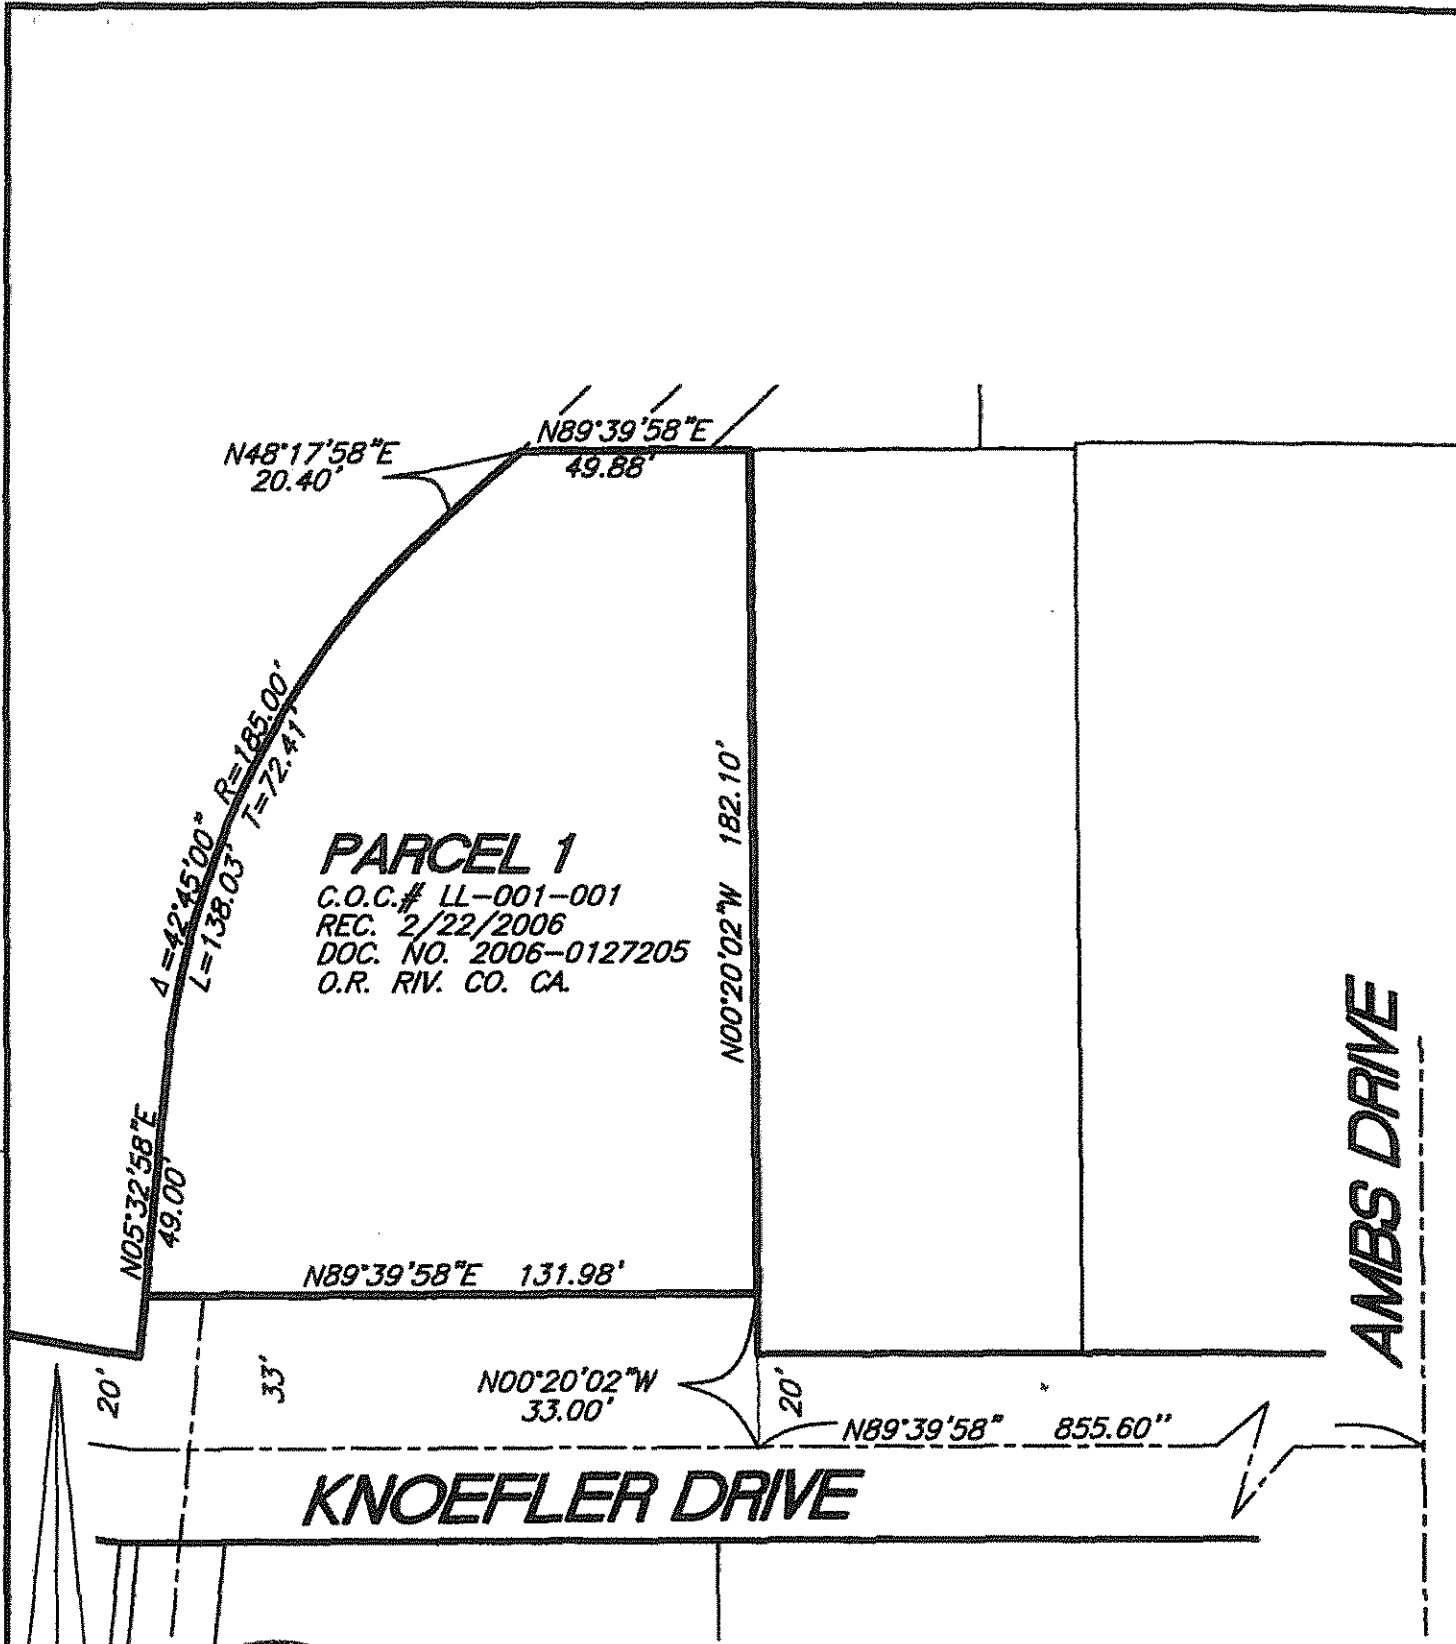 N89°39'58"E
49.88'
N48°17'58"E
20.40'
R=185.00'
T=72.41'
Δ=42°45'00"
L=138.03'
N00°20'02"W 182.10'
PARCEL 1
C.O.C.# LL-001-001
REC. 2/22/2006
DOC. NO. 2006-0127205
O.R. RIV. CO. CA.
AMBS DRIVE
N05°32'58"E
49.00'
N89°39'58"E 131.98'
20'
33'
N00°20'02"W
33.00'
20'
N89°39'58" 855.60"
KNOEFLER DRIVE